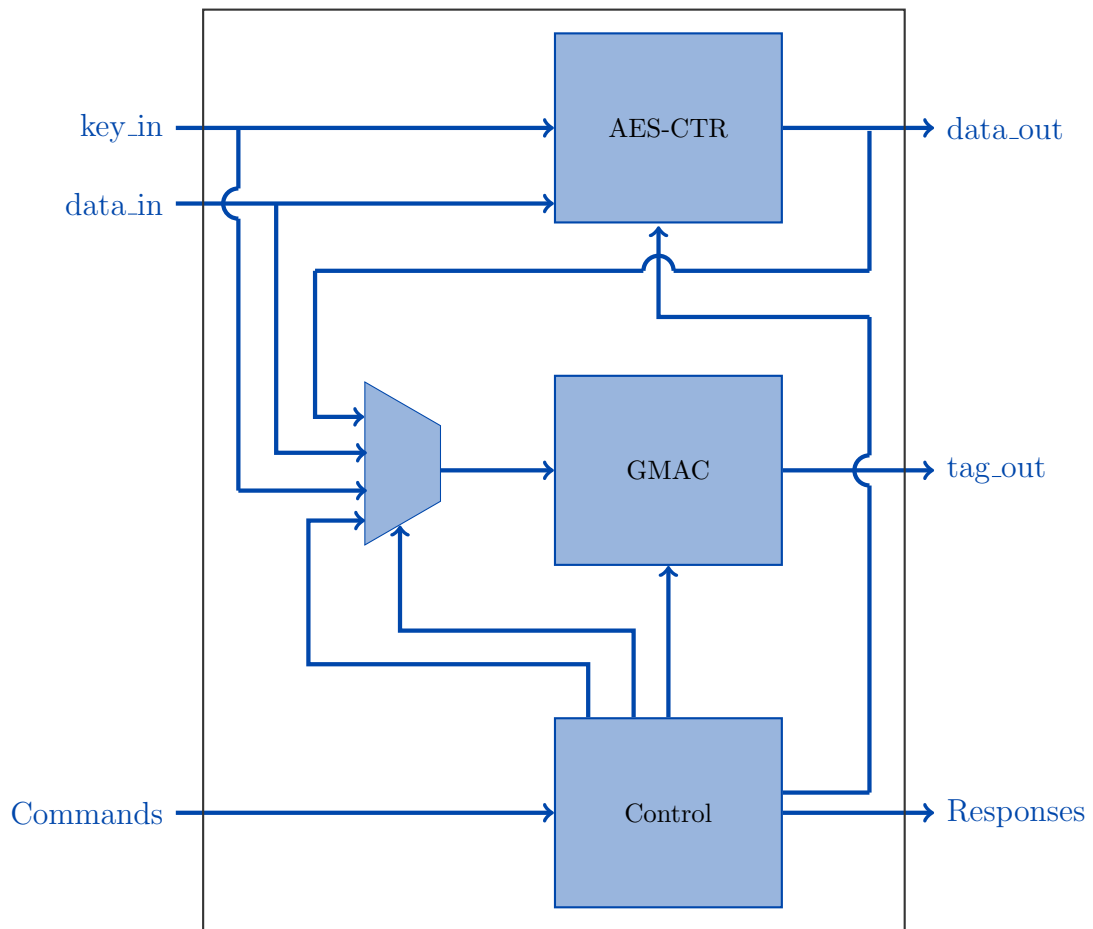 key_in
AES-CTR
data_out
data_in
GMAC
tag_out
Commands
Control
Responses